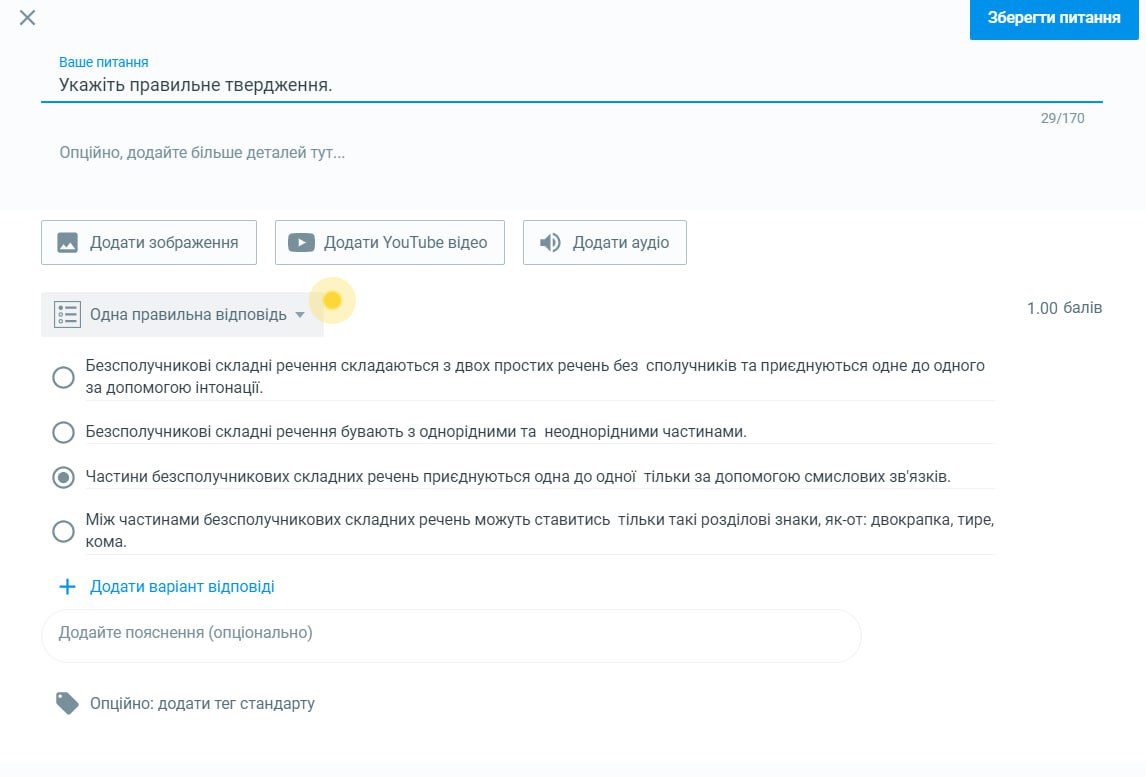 Зберегти питання
Ваше питання
Укажіть правильне твердження.
29/170
Опційно, додайте більше деталей тут...
Додати зображення
Додати YouTube відео
Додати аудіо
Одна правильна відповідь
1.00 балів
Безсполучникові складні речення складаються з двох простих речень без сполучників та приєднуються одне до одного
за допомогою інтонації.
Безсполучникові складні речення бувають з однорідними та неоднорідними частинами.
Частини безсполучникових складних речень приєднуються одна до одної тільки за допомогою смислових зв'язків.
Між частинами безсполучникових складних речень можуть ставитись тільки такі розділові знаки, як-от: двокрапка, тире,
кома.
Додати варіант відповіді
Додайте пояснення (опціонально)
Опційно: додати тег стандарту